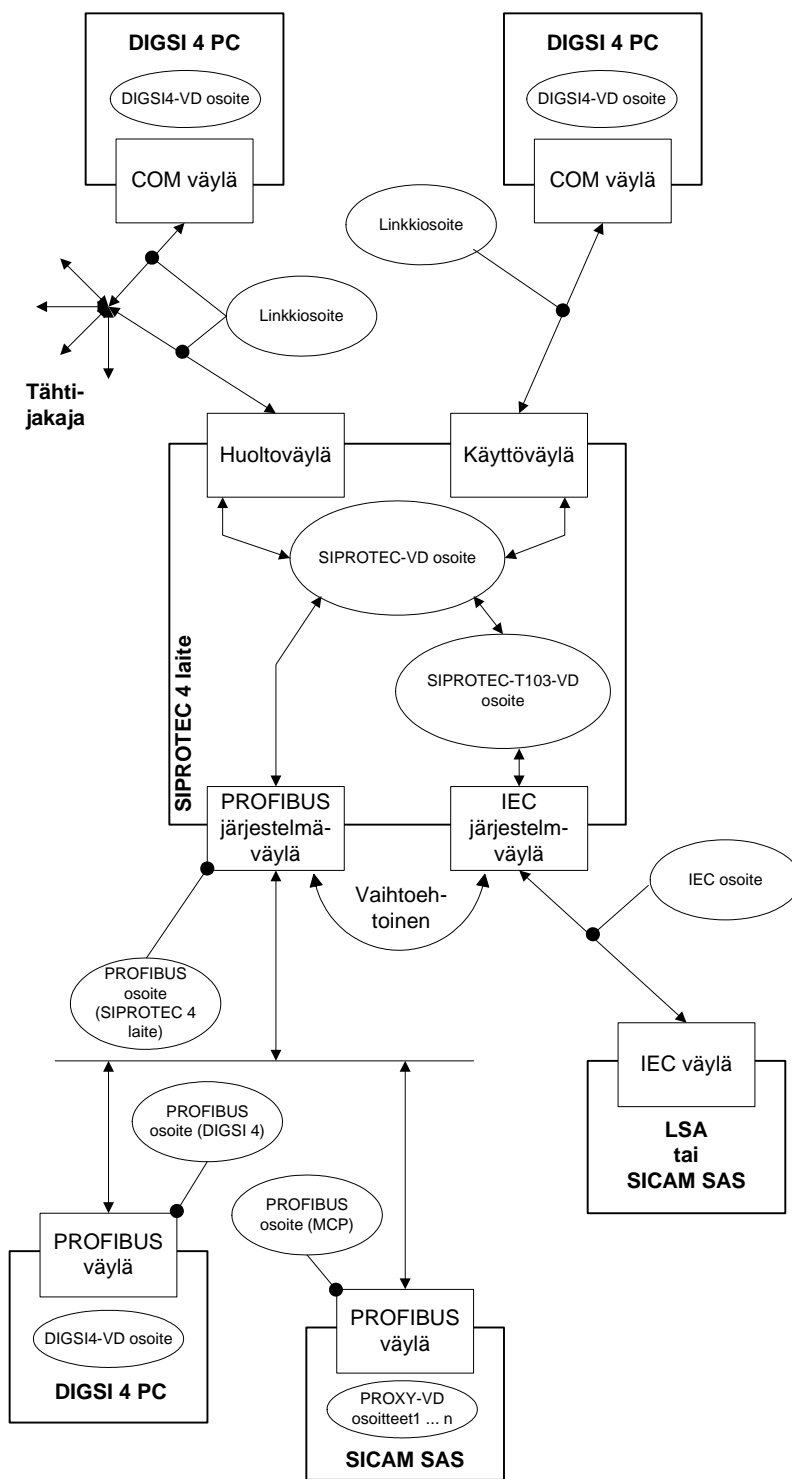 DIGSI 4 PC
DIGSI4-VD osoite
COM väylä
DIGSI 4 PC
DIGSI4-VD osoite
COM väylä
Linkkiosoite
Linkkiosoite
Tähti-
jakaja
Huoltoväylä
Käyttöväylä
SIPROTEC-VD osoite
SIPROTEC-T103-VD
osoite
SIPROTEC 4 laite
PROFIBUS
järjestelmä-
väylä
IEC
järjestelm-
väylä
Vaihtoeh-
toinen
IEC osoite
PROFIBUS
osoite
(SIPROTEC 4
laite)
IEC väylä
LSA
tai
SICAM SAS
PROFIBUS
osoite (DIGSI 4)
PROFIBUS
osoite (MCP)
PROFIBUS
väylä
DIGSI4-VD osoite
DIGSI 4 PC
PROFIBUS
väylä
PROXY-VD
osoitteet1 ... n
SICAM SAS